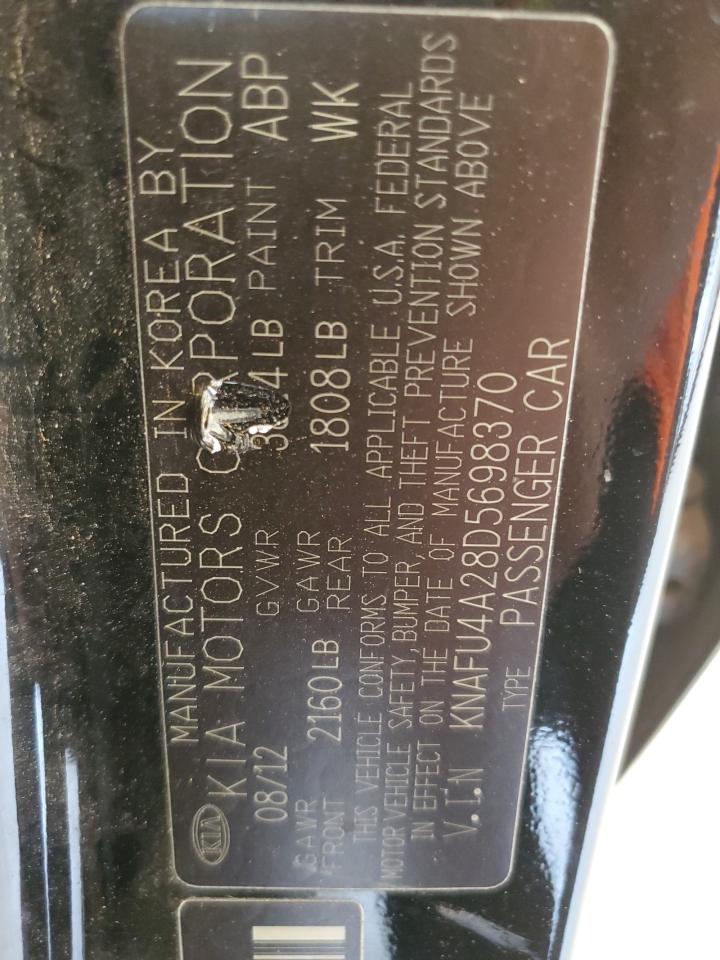 MANUFACTURED IN KOREA BY
KIA KIA MOTORS CORPORATION
08/12 GVWR LB PAINT ABP
GAWR FRONT 2160LB GAWR REAR 1808LB TRIM WK
THIS VEHICLE CONFORMS TO ALL APPLICABLE U.S.A. FEDERAL
MOTOR VEHICLE SAFETY, BUMPER, AND THEFT PREVENTION STANDARDS
IN EFFECT ON THE DATE OF MANUFACTURE SHOWN ABOVE
V.I.N KNAFU4A28D5698370
TYPE PASSENGER CAR